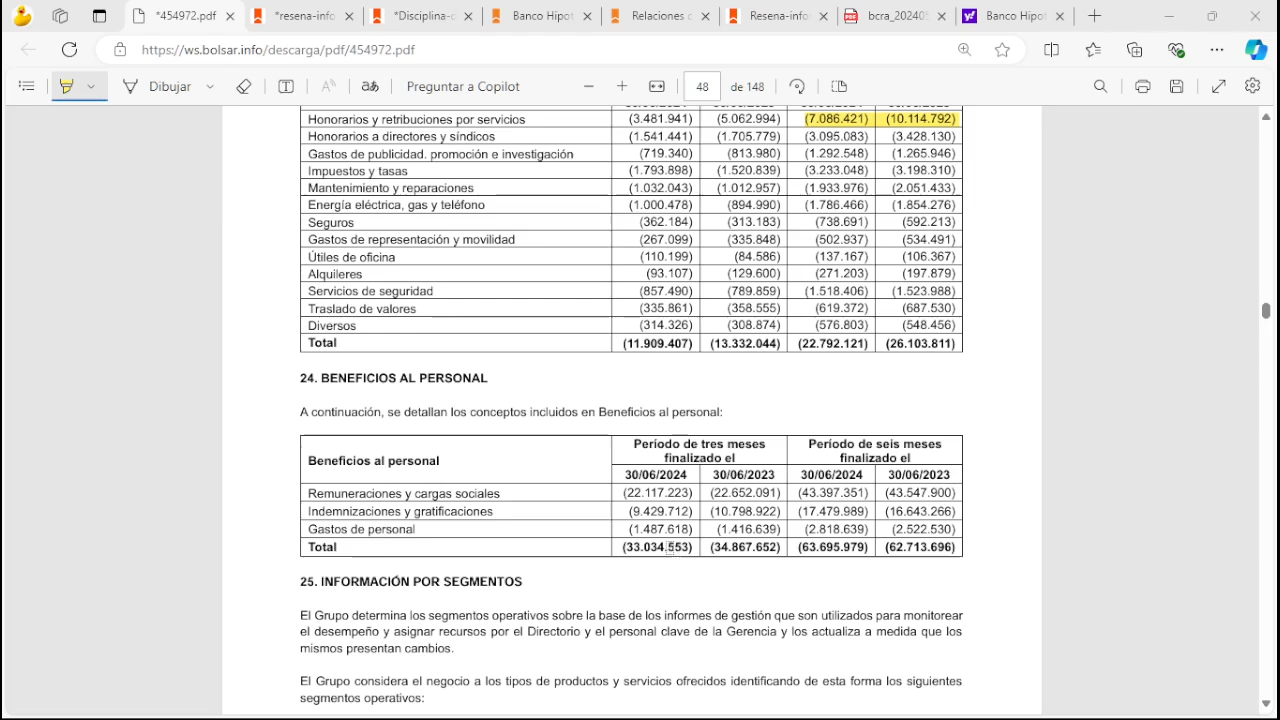 *454972.pdf
*resena-info
*Disciplina-c
Banco Hipot
Relaciones c
Resena-info
bcra_202405
Banco Hipot
https://ws.bolsar.info/descarga/pdf/454972.pdf
Dibujar
Preguntar a Copilot
48 de 148
Honorarios y retribuciones por servicios (3.481.941) (5.062.994) (7.086.421) (10.114.792)
Honorarios a directores y síndicos (1.541.441) (1.705.779) (3.095.083) (3.428.130)
Gastos de publicidad. promoción e investigación (719.340) (813.980) (1.292.548) (1.265.946)
Impuestos y tasas (1.793.898) (1.520.839) (3.233.048) (3.198.310)
Mantenimiento y reparaciones (1.032.043) (1.012.957) (1.933.976) (2.051.433)
Energía eléctrica, gas y teléfono (1.000.478) (894.990) (1.786.466) (1.854.276)
Seguros (362.184) (313.183) (738.691) (592.213)
Gastos de representación y movilidad (267.099) (335.848) (502.937) (534.491)
Útiles de oficina (110.199) (84.586) (137.167) (106.367)
Alquileres (93.107) (129.600) (271.203) (197.879)
Servicios de seguridad (857.490) (789.859) (1.518.406) (1.523.988)
Traslado de valores (335.861) (358.555) (619.372) (687.530)
Diversos (314.326) (308.874) (576.803) (548.456)
Total (11.909.407) (13.332.044) (22.792.121) (26.103.811)
24. BENEFICIOS AL PERSONAL
A continuación, se detallan los conceptos incluidos en Beneficios al personal:
Beneficios al personal
Período de tres meses finalizado el
Período de seis meses finalizado el
30/06/2024 30/06/2023 30/06/2024 30/06/2023
Remuneraciones y cargas sociales (22.117.223) (22.652.091) (43.397.351) (43.547.900)
Indemnizaciones y gratificaciones (9.429.712) (10.798.922) (17.479.989) (16.643.266)
Gastos de personal (1.487.618) (1.416.639) (2.818.639) (2.522.530)
Total (33.034.553) (34.867.652) (63.695.979) (62.713.696)
25. INFORMACIÓN POR SEGMENTOS
El Grupo determina los segmentos operativos sobre la base de los informes de gestión que son utilizados para monitorear
el desempeño y asignar recursos por el Directorio y el personal clave de la Gerencia y los actualiza a medida que los
mismos presentan cambios.
El Grupo considera el negocio a los tipos de productos y servicios ofrecidos identificando de esta forma los siguientes
segmentos operativos: